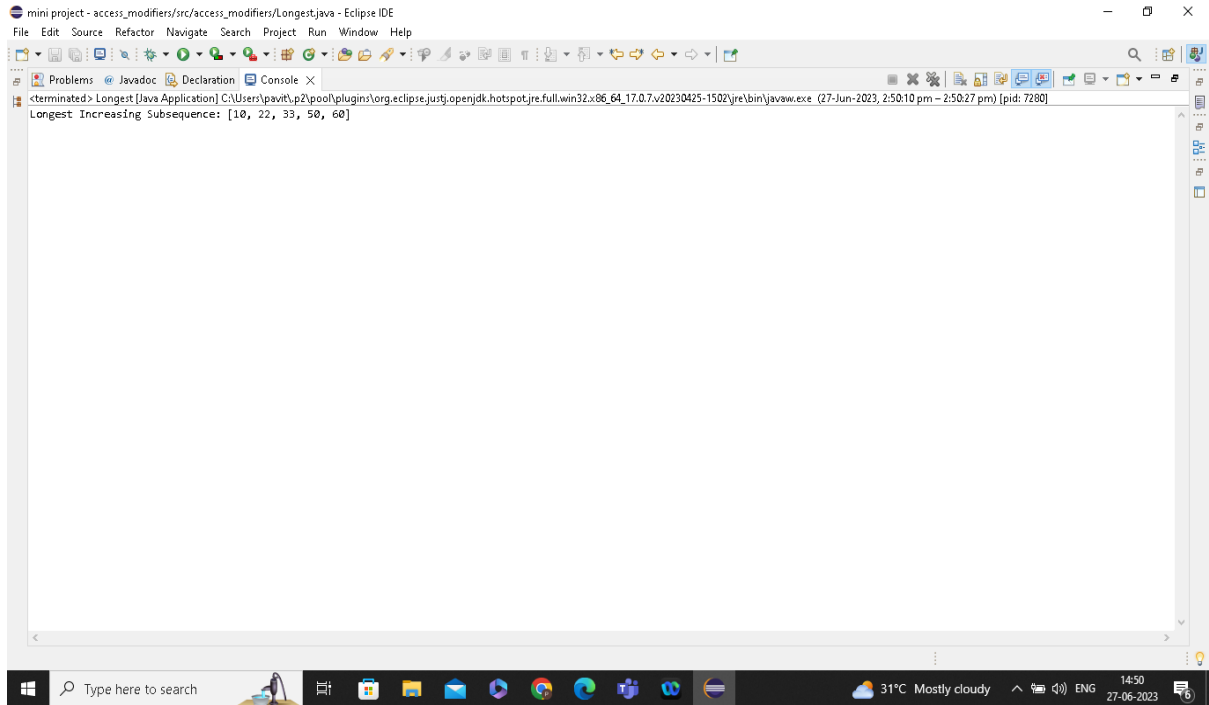 mini project - access_modifiers/src/access_modifiers/Longest.java - Eclipse IDE
File Edit Source Refactor Navigate Search Project Run Window Help
Problems @ Javadoc Declaration Console
<terminated> Longest [Java Application] C:\Users\pavit\.p2\pool\plugins\org.eclipse.justj.openjdk.hotspot.jre.full.win32.x86_64_17.0.7.v20230425-1502\jre\bin\javaw.exe (27-Jun-2023, 2:50:10 pm – 2:50:27 pm) [pid: 7280]
Longest Increasing Subsequence: [10, 22, 33, 50, 60]
Type here to search
31°C Mostly cloudy
ENG
14:50
27-06-2023
6